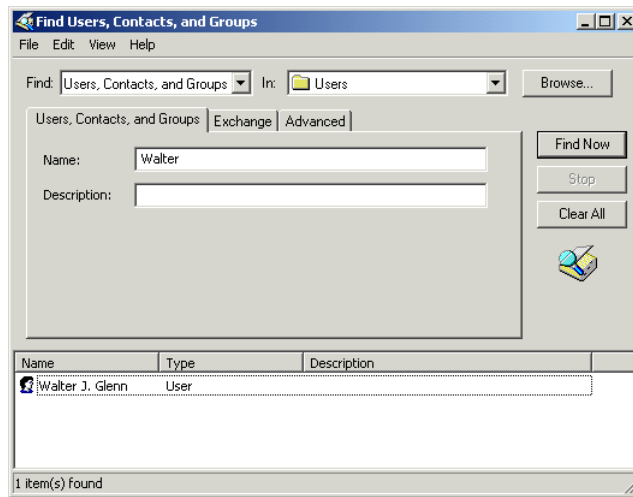 Find Users, Contacts, and Groups
File Edit View Help
Find: Users, Contacts, and Groups In: Users Browse...
Users, Contacts, and Groups Exchange Advanced
Find Now
Name: Walter
Stop
Description:
Clear All
Name Type Description
Walter J. Glenn User
1 item(s) found